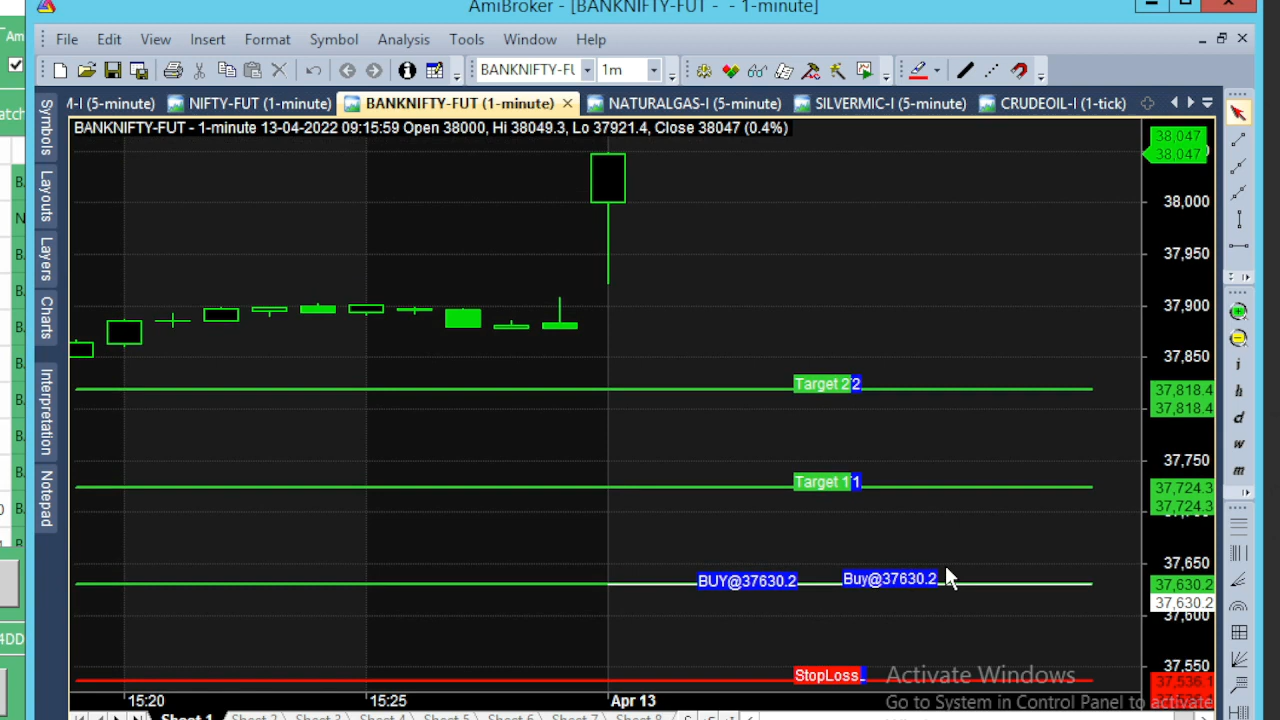 AmiBroker - [BANKNIFTY-FUT - - 1-minute]
Am
File Edit View Insert Format Symbol Analysis Tools Window Help
BANKNIFTY-FU 1m
atch
M-I (5-minute) NIFTY-FUT (1-minute) BANKNIFTY-FUT (1-minute) NATURALGAS-I (5-minute) SILVERMIC-I (5-minute) CRUDEOIL-I (1-tick)
BANKNIFTY-FUT - 1-minute 13-04-2022 09:15:59 Open 38000, Hi 38049.3, Lo 37921.4, Close 38047 (0.4%)
Symbols
Layouts
Layers
Charts
Interpretation
Notepad
38,047
38,047
38,000
37,950
37,900
37,850
Target 2 2
37,818.4
37,818.4
37,750
Target 1 1
37,724.3
37,724.3
37,650
BUY@37630.2 Buy@37630.2
37,630.2
37,630.2
37,600
37,550
StopLoss
37,536.1
Activate Windows
Go to System in Control Panel to activate
15:20 15:25 Apr 13
Sheet 1 Sheet 2 Sheet 3 Sheet 4 Sheet 5 Sheet 6 Sheet 7 Sheet 8
i
h
d
w
m
4DD